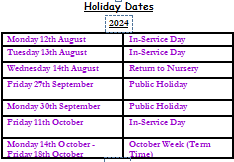 Holiday Dates
2024
Monday 12th August In-Service Day
Tuesday 13th August In-Service Day
Wednesday 14th August Return to Nursery
Friday 27th September Public Holiday
Monday 30th September Public Holiday
Friday 11th October In-Service Day
Monday 14th October - October Week (Term
Friday 18th October Time)